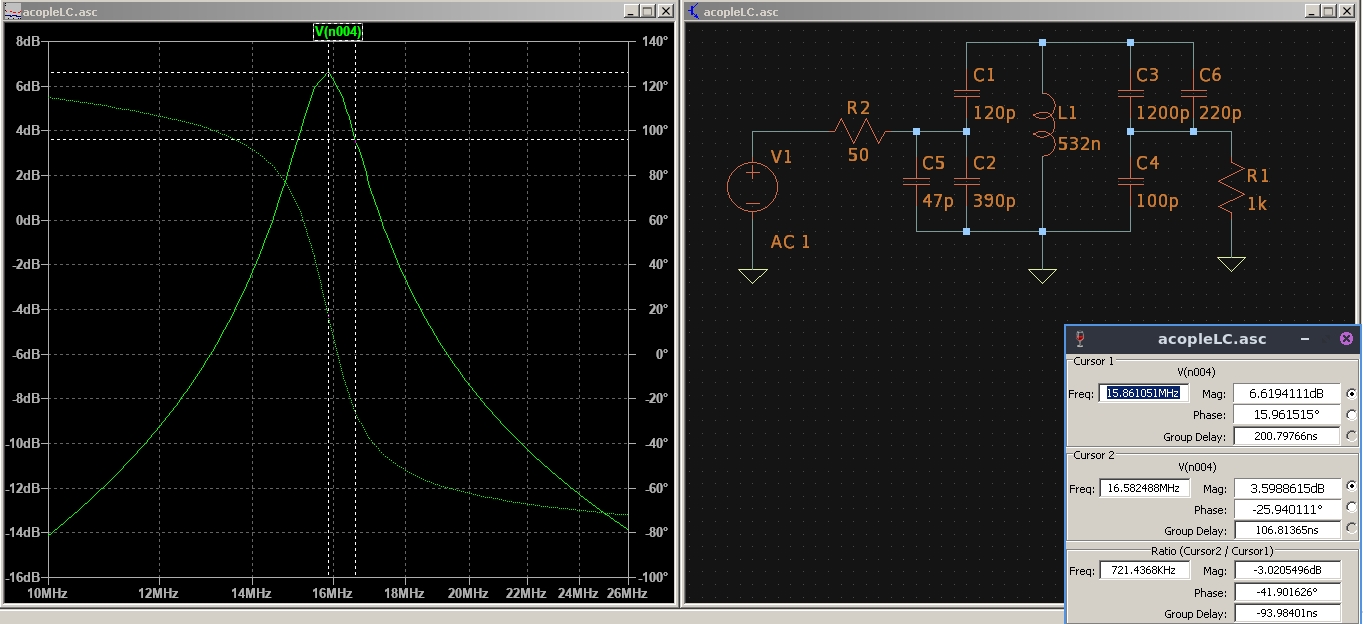 acopleLC.asc
V(n004)
8dB
6dB
4dB
2dB
0dB
-2dB
-4dB
-6dB
-8dB
-10dB
-12dB
-14dB
-16dB
140°
120°
100°
80°
60°
40°
20°
0°
-20°
-40°
-60°
-80°
-100°
10MHz 12MHz 14MHz 16MHz 18MHz 20MHz 22MHz 24MHz 26MHz
acopleLC.asc
V1
AC 1
R2
50
C1
120p
C5
47p
C2
390p
L1
532n
C3
1200p
C6
220p
C4
100p
R1
1k
acopleLC.asc
Cursor 1
V(n004)
Freq: 15.861051MHz Mag: 6.6194111dB
Phase: 15.961515°
Group Delay: 200.79766ns
Cursor 2
V(n004)
Freq: 16.582488MHz Mag: 3.5988615dB
Phase: -25.940111°
Group Delay: 106.81365ns
Ratio (Cursor2 / Cursor1)
Freq: 721.4368KHz Mag: -3.0205496dB
Phase: -41.901626°
Group Delay: -93.98401ns